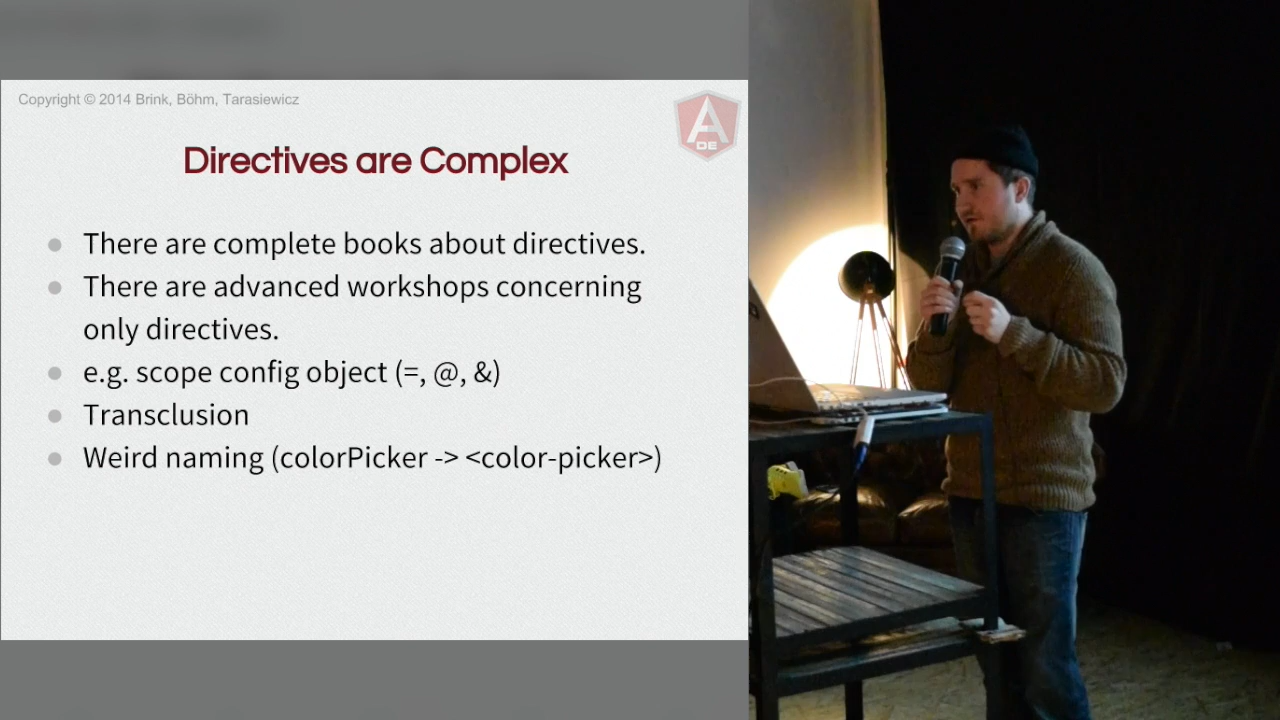 Copyright © 2014 Brink, Böhm, Tarasiewicz
A
DE
Directives are Complex
There are complete books about directives.
There are advanced workshops concerning
only directives.
e.g. scope config object (=, @, &)
Transclusion
Weird naming (colorPicker -> <color-picker>)